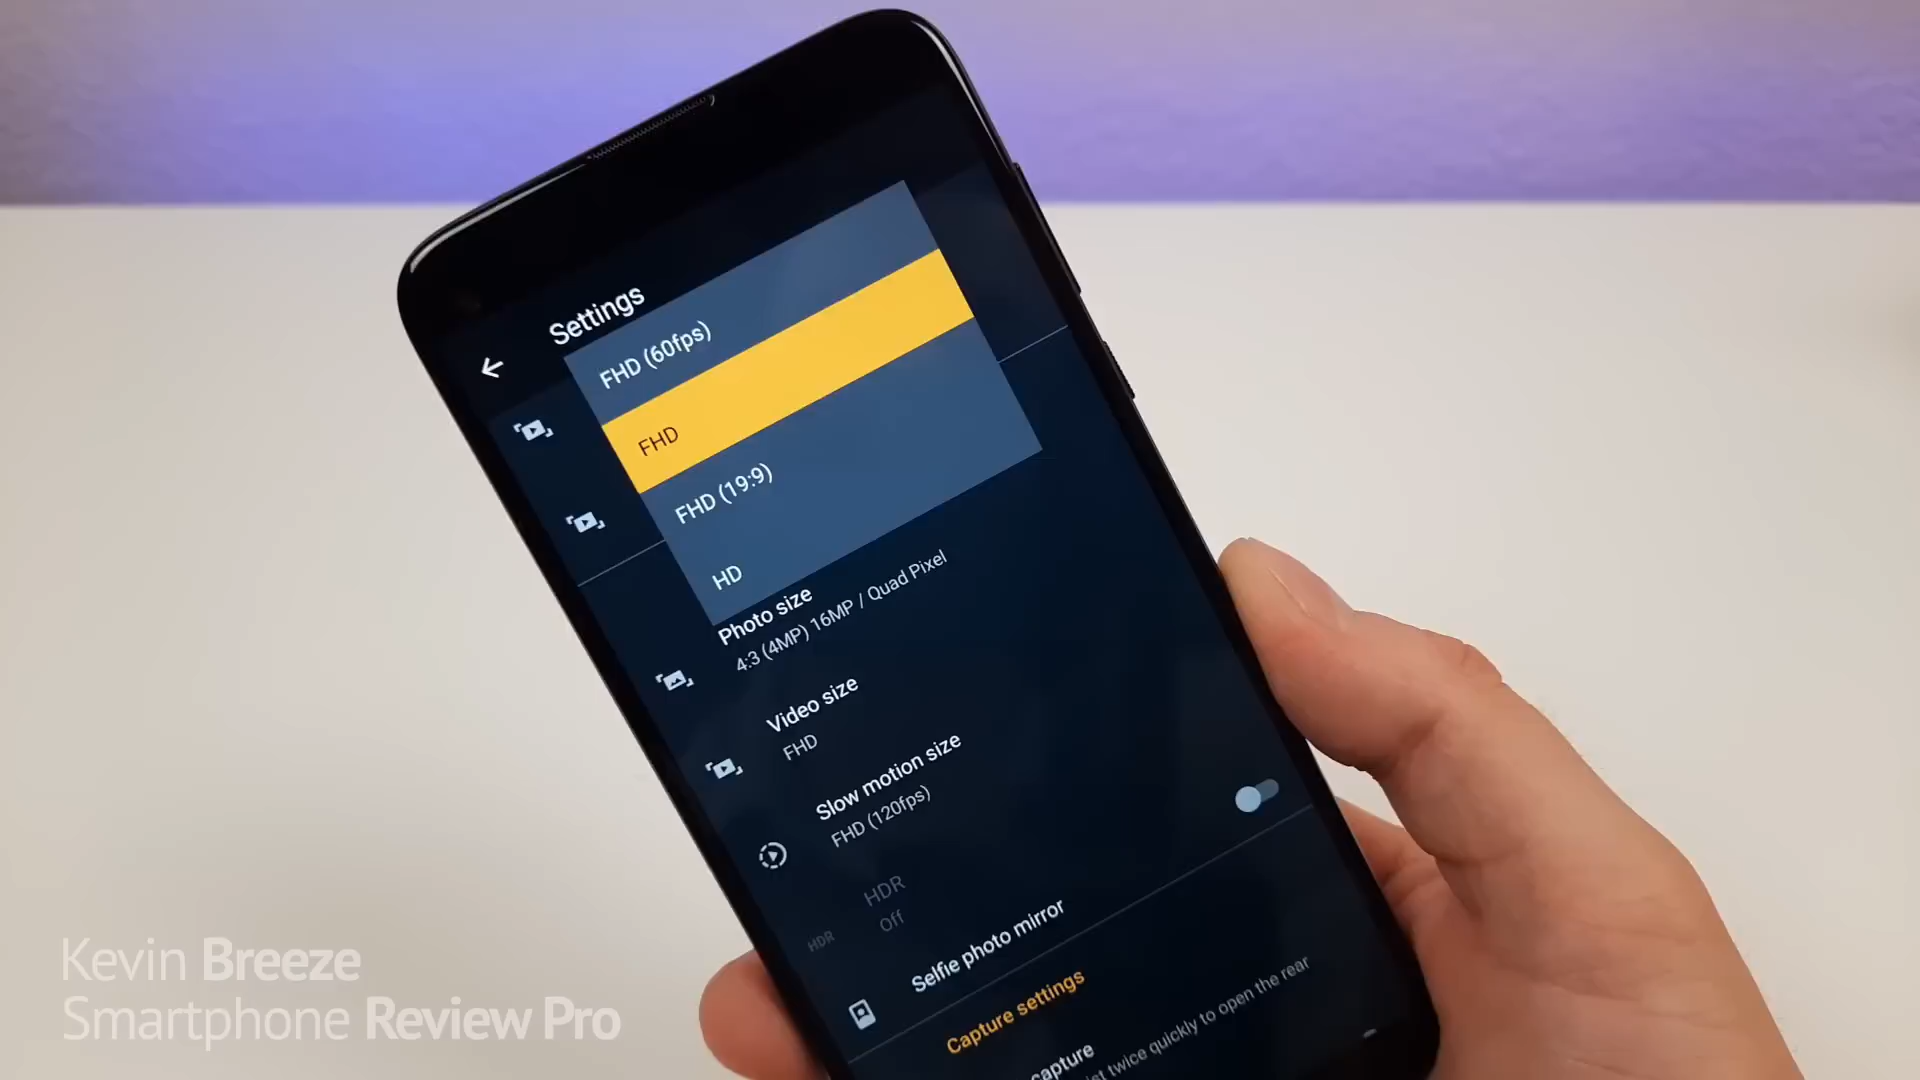 Settings
FHD (60fps)
FHD
FHD (19:9)
HD
Photo size
4:3 (4MP) 16MP / Quad Pixel
Video size
FHD
Slow motion size
FHD (120fps)
HDR
HDR
Off
Selfie photo mirror
Capture settings
capture
twice quickly to open the rear
Kevin Breeze
Smartphone Review Pro